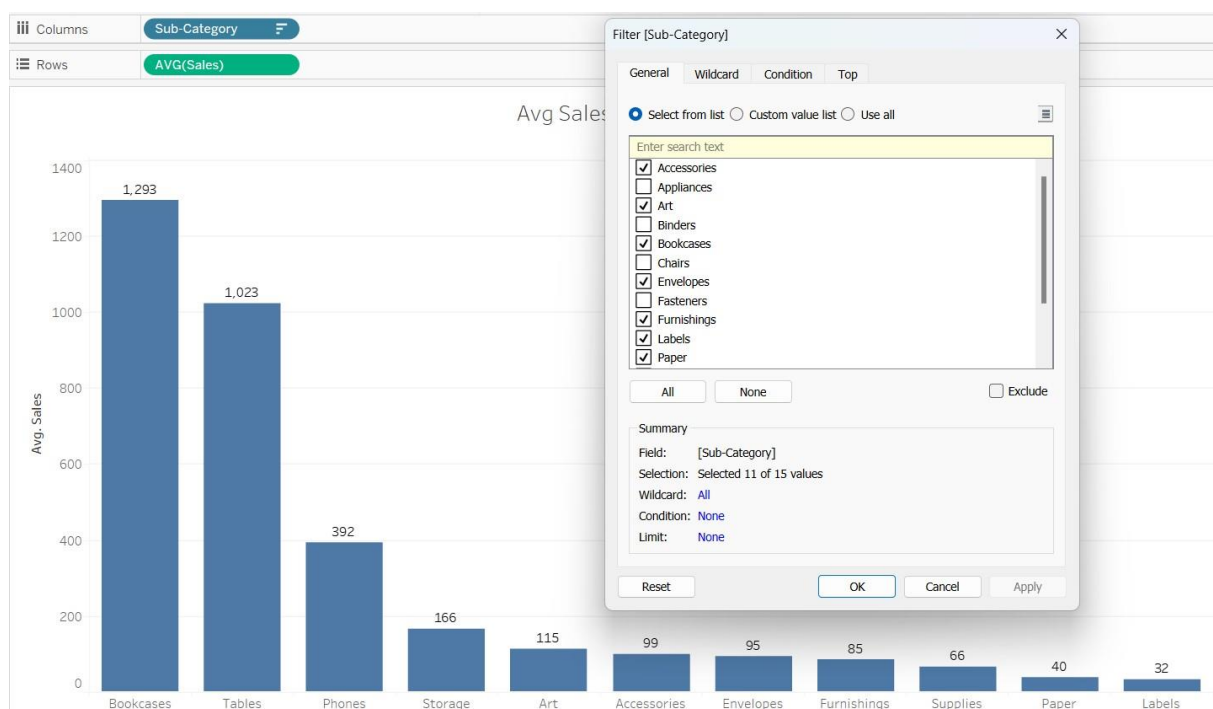 Columns
Sub-Category
Rows
AVG(Sales)
Avg Sales
1400
1200
1000
800
600
400
200
0
Avg. Sales
1,293
1,023
392
166
115
99
95
85
66
40
32
Bookcases
Tables
Phones
Storage
Art
Accessories
Envelopes
Furnishings
Supplies
Paper
Labels
Filter [Sub-Category]
General Wildcard Condition Top
Select from list Custom value list Use all
Enter search text
Accessories
Appliances
Art
Binders
Bookcases
Chairs
Envelopes
Fasteners
Furnishings
Labels
Paper
All None Exclude
Summary
Field: [Sub-Category]
Selection: Selected 11 of 15 values
Wildcard: All
Condition: None
Limit: None
Reset OK Cancel Apply